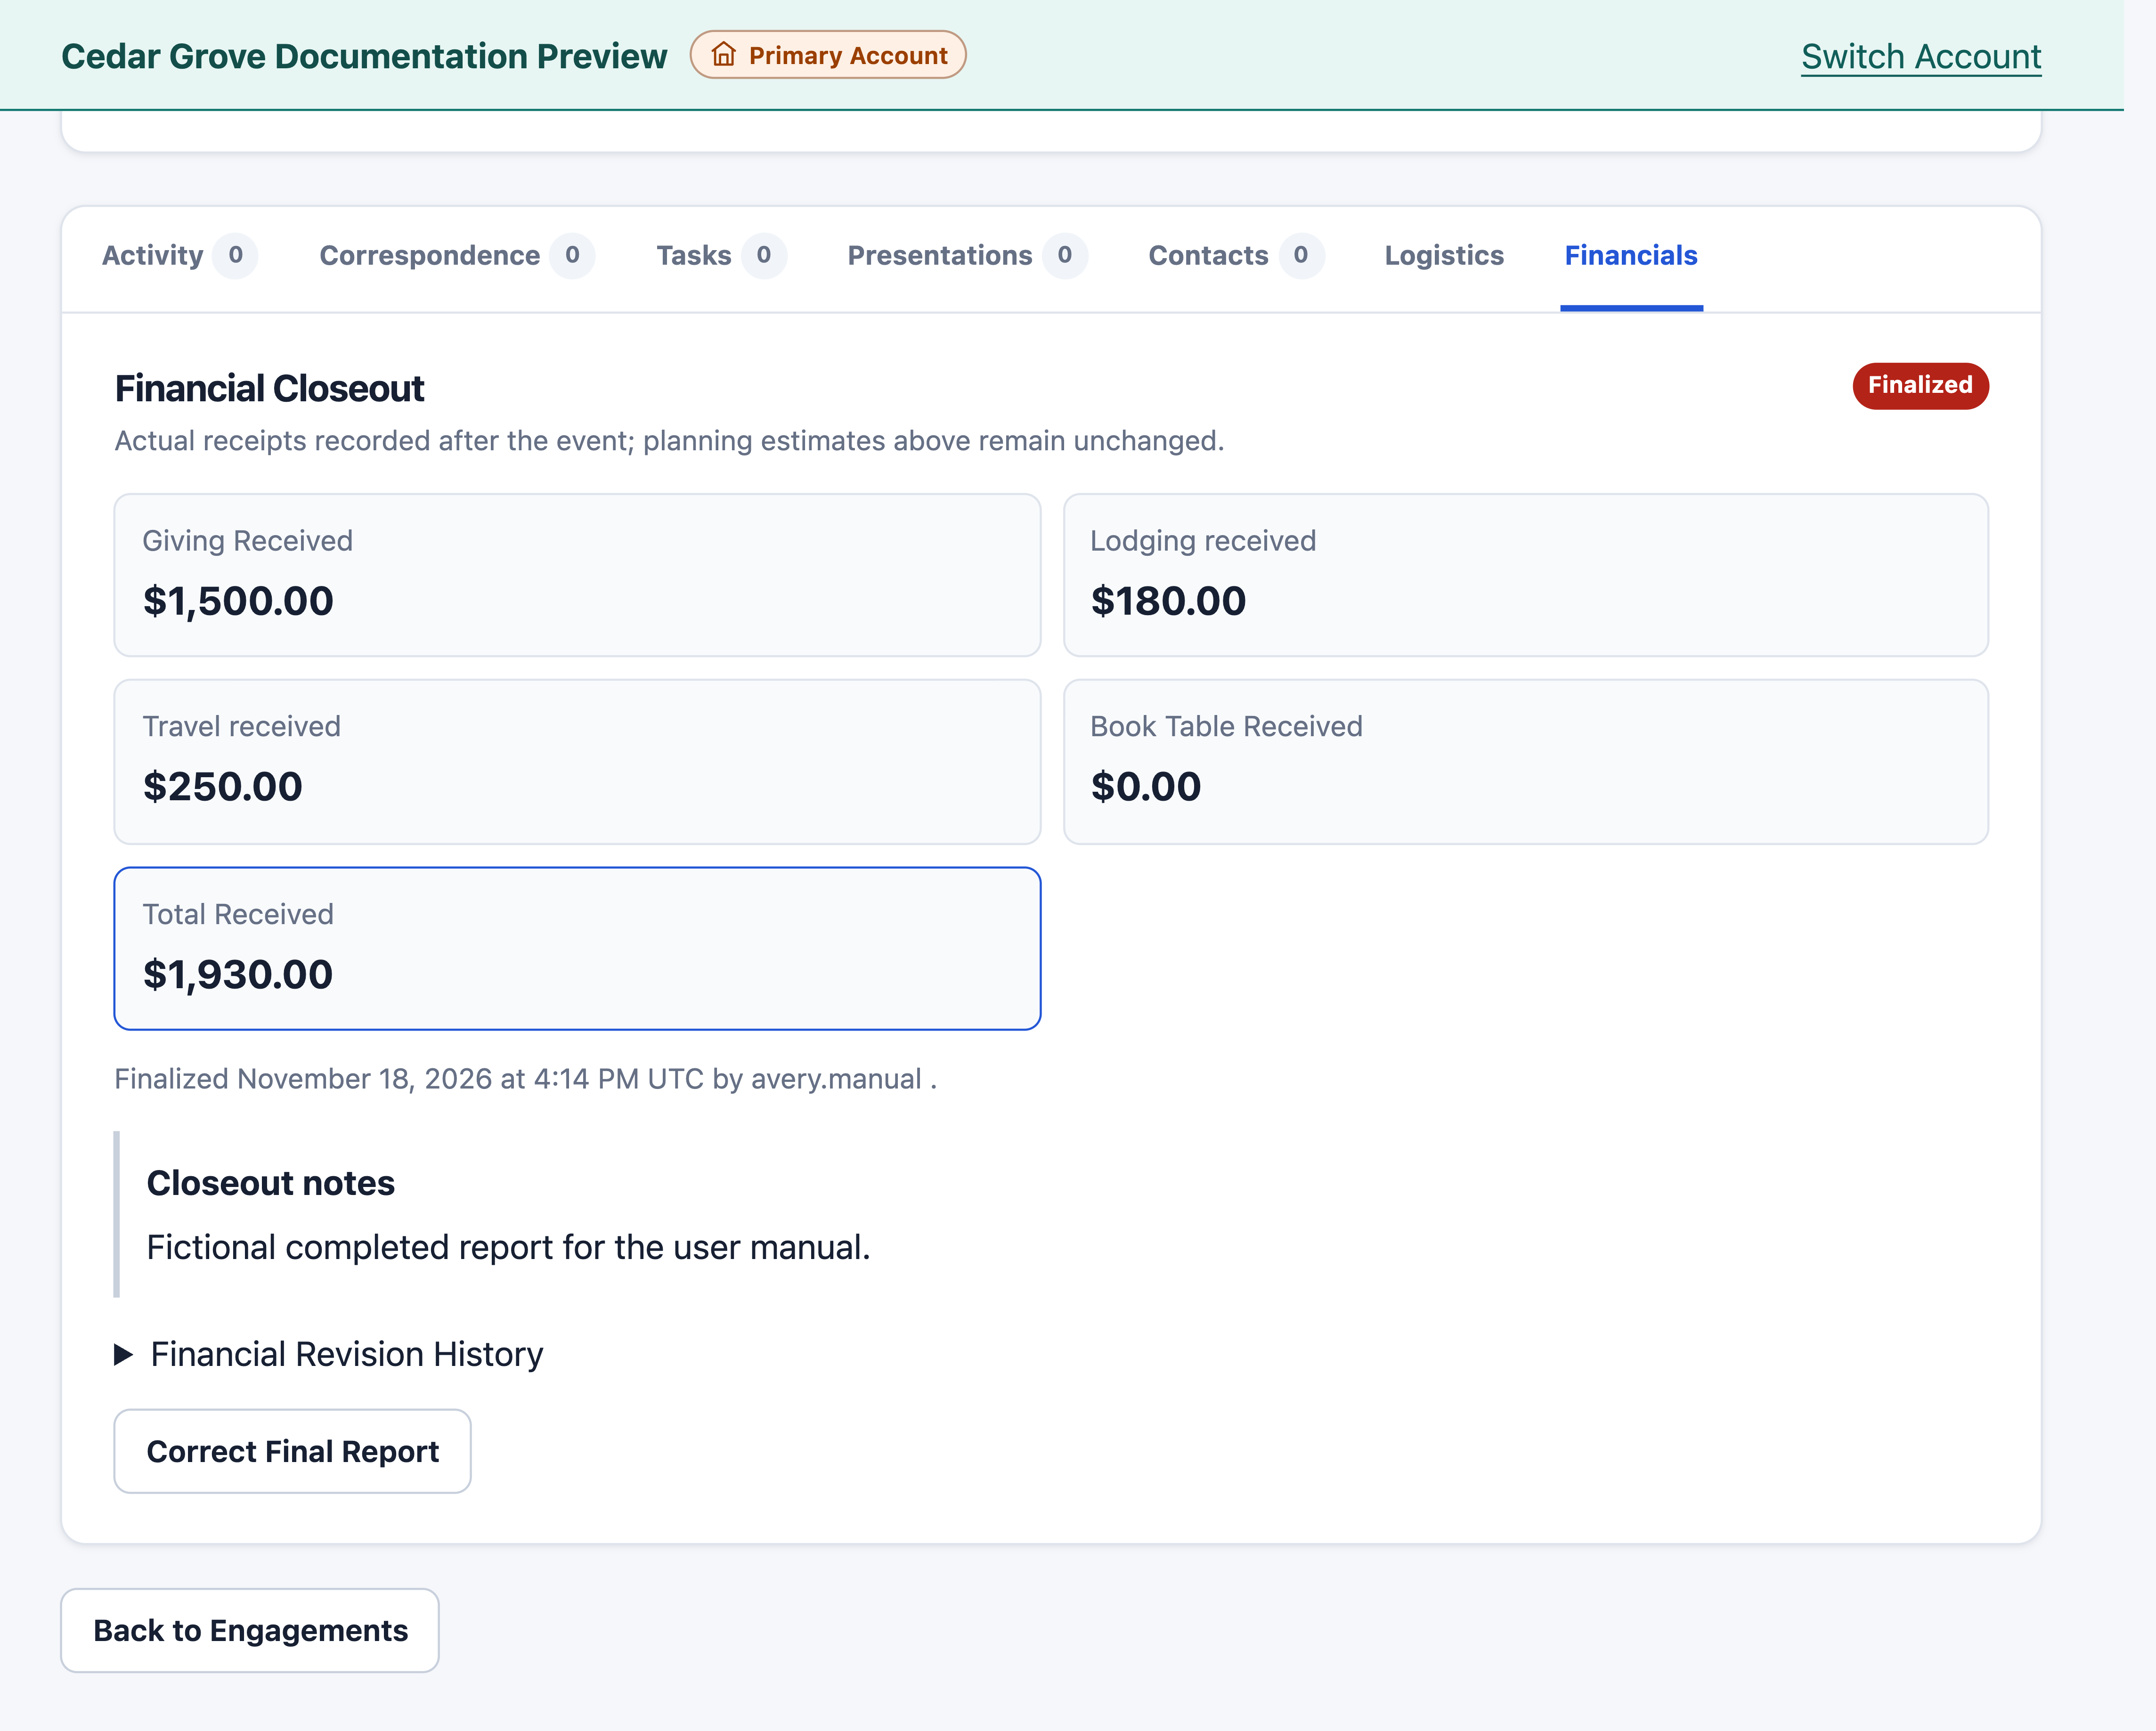 Cedar Grove Documentation Preview Primary Account Switch Account
Activity 0 Correspondence 0 Tasks 0 Presentations 0 Contacts 0 Logistics Financials
Financial Closeout Finalized
Actual receipts recorded after the event; planning estimates above remain unchanged.
Giving Received
$1,500.00
Lodging received
$180.00
Travel received
$250.00
Book Table Received
$0.00
Total Received
$1,930.00
Finalized November 18, 2026 at 4:14 PM UTC by avery.manual .
Closeout notes
Fictional completed report for the user manual.
Financial Revision History
Correct Final Report
Back to Engagements